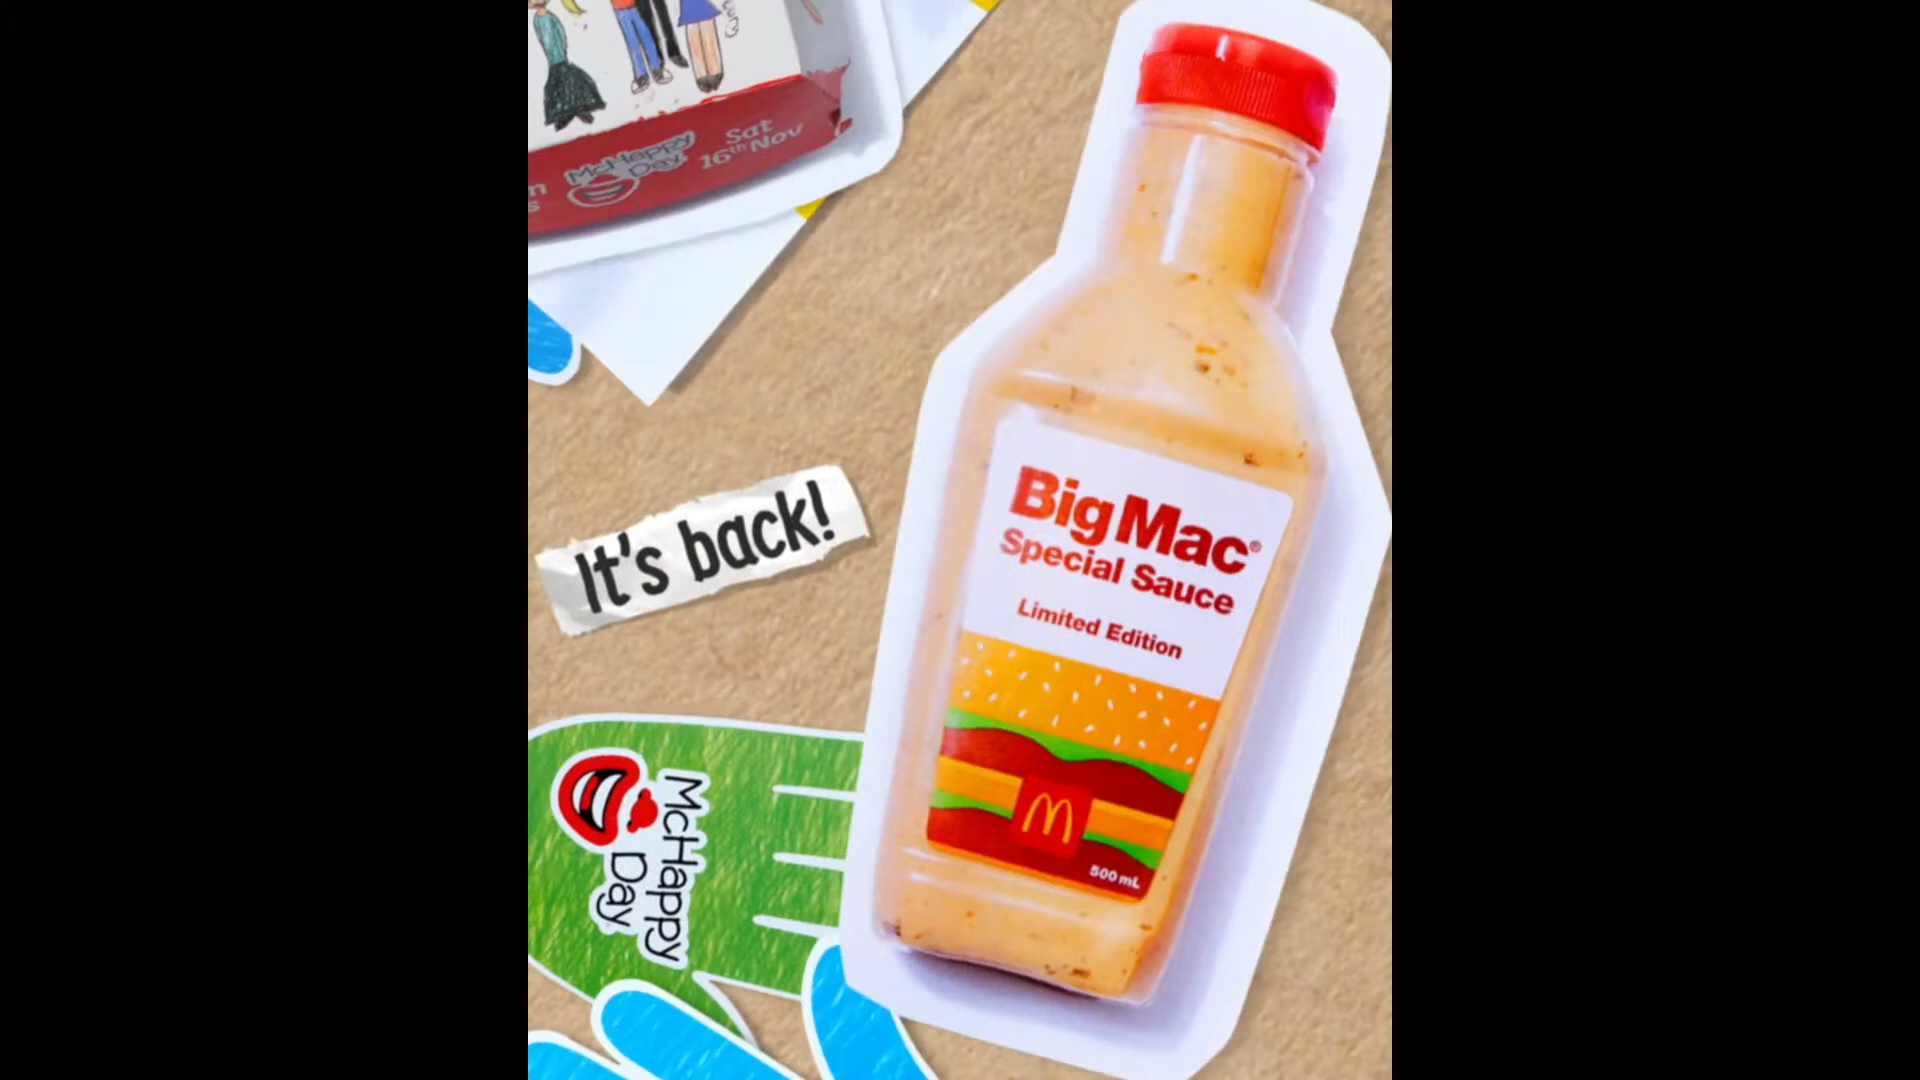 McHappy
Day
Sat
16th Nov
It's back!
Big Mac®
Special Sauce
Limited Edition
500 mL
McHappy
Day